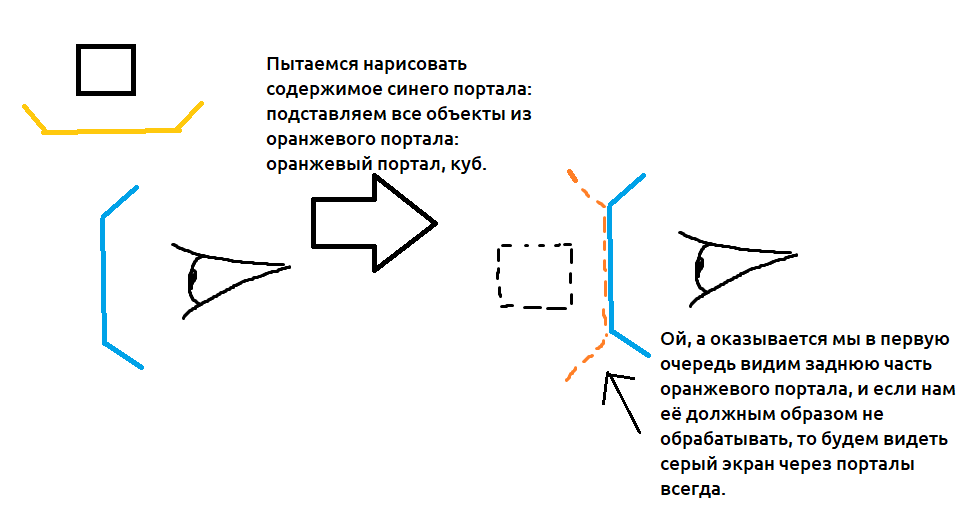 Пытаемся нарисовать
содержимое синего портала:
подставляем все объекты из
оранжевого портала:
оранжевый портал, куб.
Ой, а оказывается мы в первую
очередь видим заднюю часть
оранжевого портала, и если нам
её должным образом не
обрабатывать, то будем видеть
серый экран через порталы
всегда.